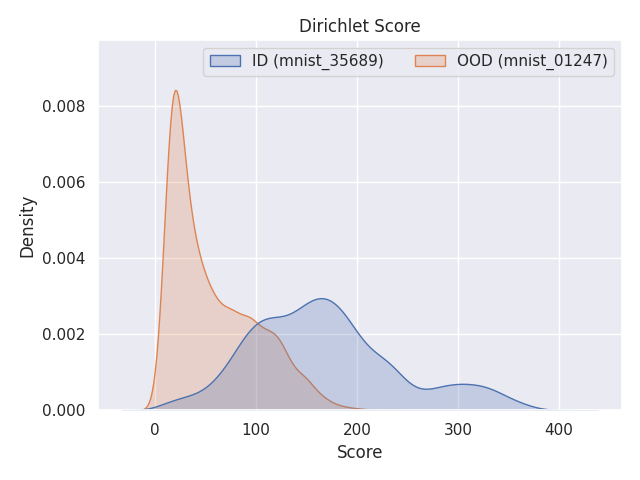 Dirichlet Score
ID (mnist_35689)
OOD (mnist_01247)
0.008
0.006
0.004
0.002
0.000
Density
0
100
200
300
400
Score